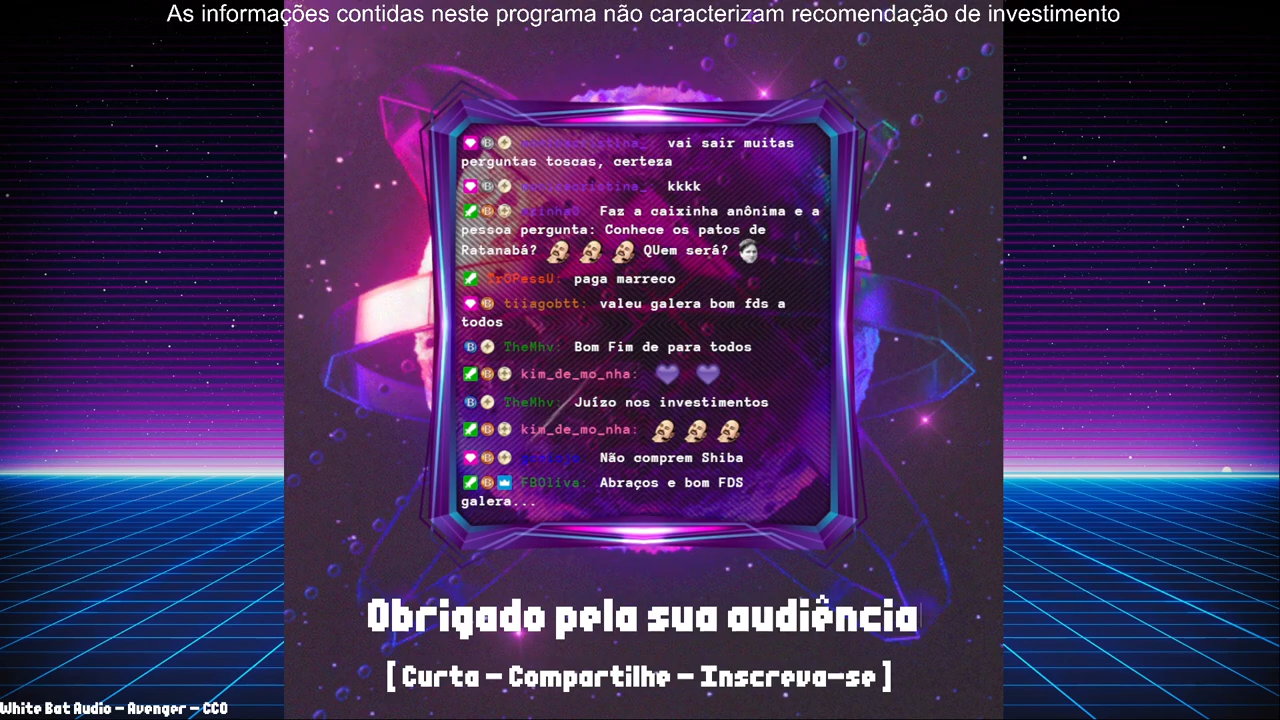 As informações contidas neste programa não caracterizam recomendação de investimento
vai sair muitas
perguntas toscas, certeza
kkkk
Faz a caixinha anônima e a
pessoa pergunta: Conhece os patos de
Ratanabá? QUem será?
paga marreco
tiiagobtt: valeu galera bom fds a
todos
TheMhv: Bom Fim de para todos
kim_de_mo_nha:
TheMhv: Juízo nos investimentos
kim_de_mo_nha:
Não comprem Shiba
FBOliva: Abraços e bom FDS
galera...
Obrigado pela sua audiência
[ Curta - Compartilhe - Inscreva-se ]
White Bat Audio - Avenger - CCO